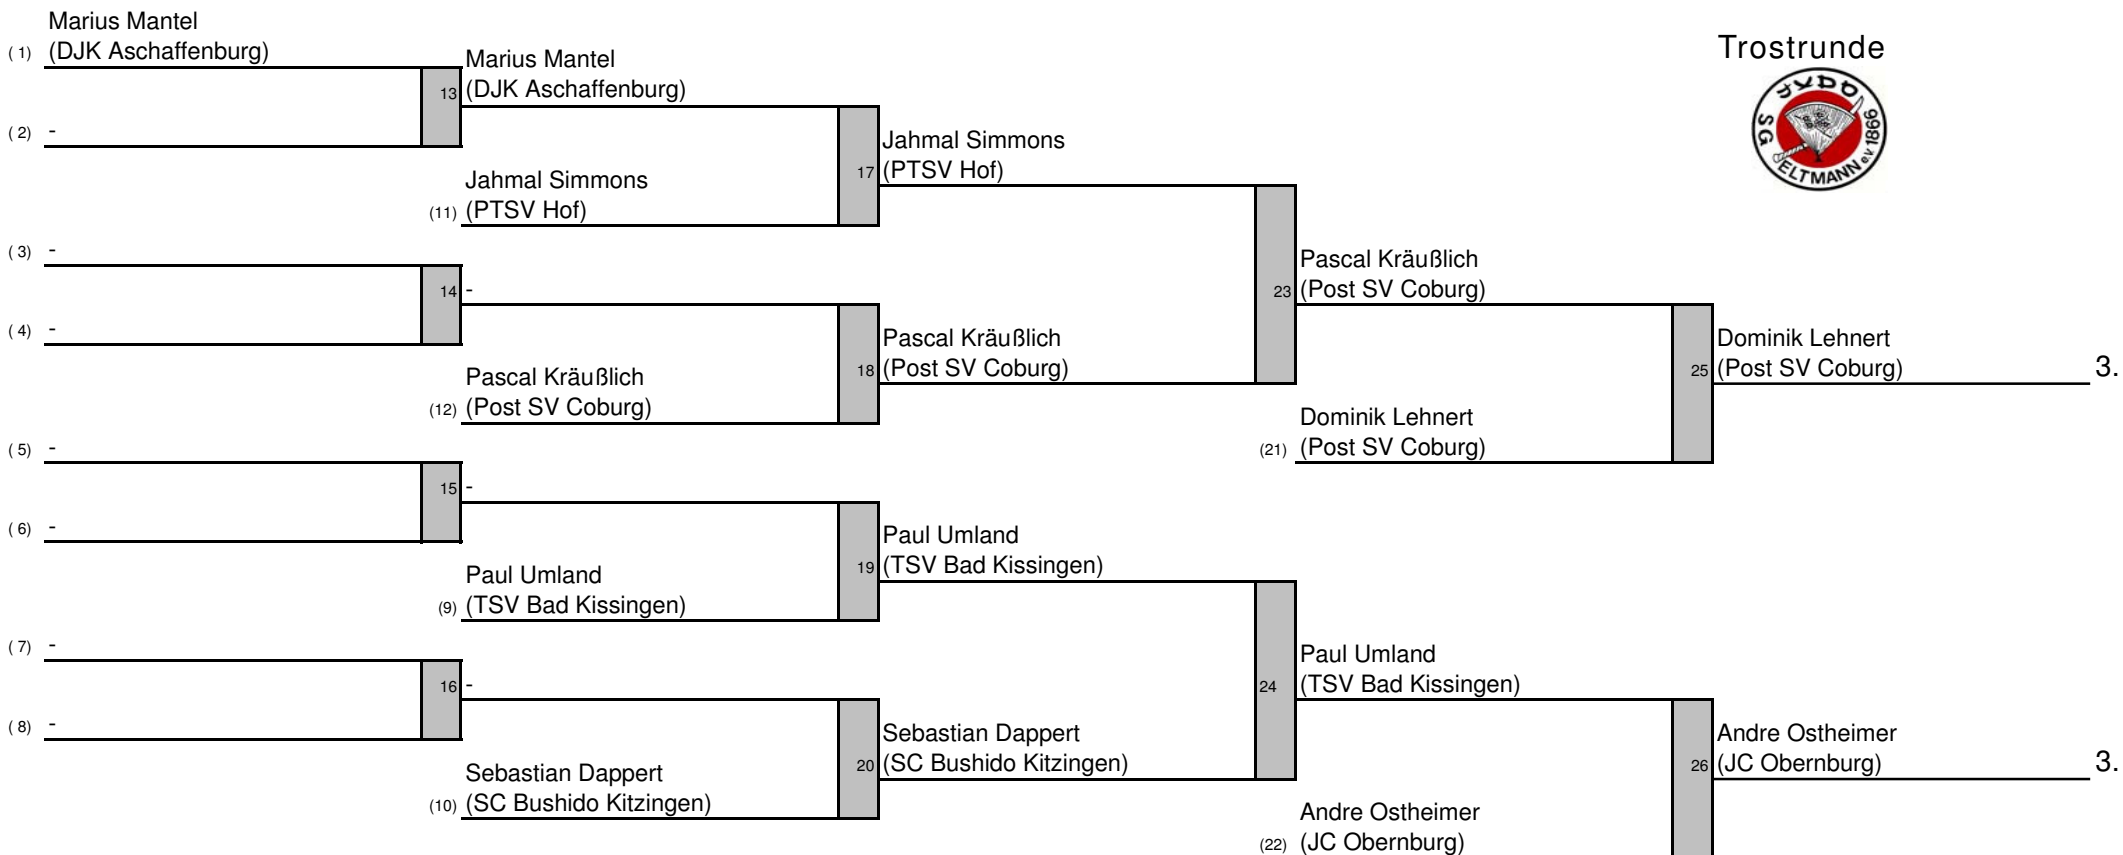 Trostrunde
JUDO
SG ELTMANN e.V. 1866
Marius Mantel
(1) (DJK Aschaffenburg)
(2) -
13
Marius Mantel
(DJK Aschaffenburg)
Jahmal Simmons
(11) (PTSV Hof)
17
Jahmal Simmons
(PTSV Hof)
(3) -
(4) -
14 -
Pascal Kräußlich
(12) (Post SV Coburg)
18
Pascal Kräußlich
(Post SV Coburg)
23
Pascal Kräußlich
(Post SV Coburg)
Dominik Lehnert
(21) (Post SV Coburg)
25
Dominik Lehnert
(Post SV Coburg) 3.
(5) -
(6) -
15 -
Paul Umland
(9) (TSV Bad Kissingen)
19
Paul Umland
(TSV Bad Kissingen)
(7) -
(8) -
16 -
Sebastian Dappert
(10) (SC Bushido Kitzingen)
20
Sebastian Dappert
(SC Bushido Kitzingen)
24
Paul Umland
(TSV Bad Kissingen)
Andre Ostheimer
(22) (JC Obernburg)
26
Andre Ostheimer
(JC Obernburg) 3.